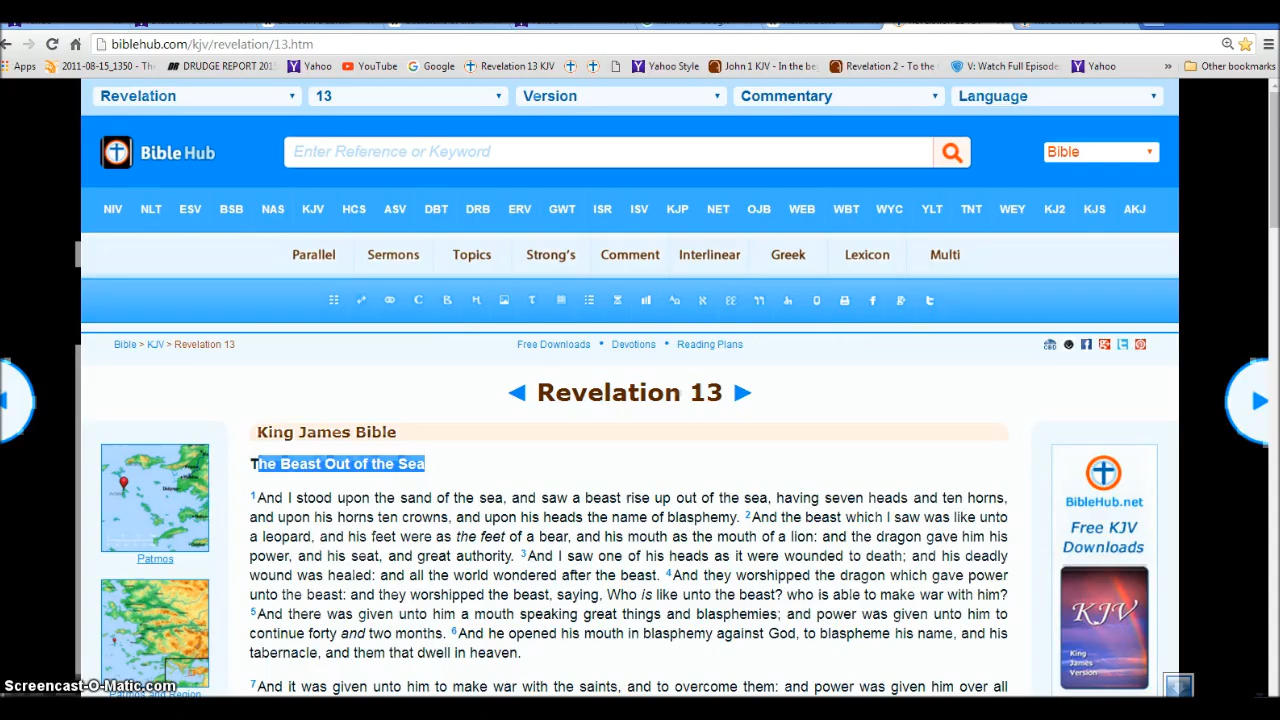 biblehub.com/kjv/revelation/13.htm
Apps 2011-08-15_1350 - The DRUDGE REPORT 201 Yahoo YouTube Google Revelation 13 KJV Yahoo Style John 1 KJV - In the be Revelation 2 - To the V: Watch Full Episode Yahoo » Other bookmarks
Revelation 13 Version Commentary Language
Bible Hub Enter Reference or Keyword Bible
NIV NLT ESV BSB NAS KJV HCS ASV DBT DRB ERV GWT ISR ISV KJP NET OJB WEB WBT WYC YLT TNT WEY KJ2 KJS AKJ
Parallel Sermons Topics Strong's Comment Interlinear Greek Lexicon Multi
Bible > KJV > Revelation 13 Free Downloads • Devotions • Reading Plans
Revelation 13
King James Bible
The Beast Out of the Sea
1And I stood upon the sand of the sea, and saw a beast rise up out of the sea, having seven heads and ten horns,
and upon his horns ten crowns, and upon his heads the name of blasphemy. 2And the beast which I saw was like unto
a leopard, and his feet were as the feet of a bear, and his mouth as the mouth of a lion: and the dragon gave him his
power, and his seat, and great authority. 3And I saw one of his heads as it were wounded to death; and his deadly
wound was healed: and all the world wondered after the beast. 4And they worshipped the dragon which gave power
unto the beast: and they worshipped the beast, saying, Who is like unto the beast? who is able to make war with him?
5And there was given unto him a mouth speaking great things and blasphemies; and power was given unto him to
continue forty and two months. 6And he opened his mouth in blasphemy against God, to blaspheme his name, and his
tabernacle, and them that dwell in heaven.
7And it was given unto him to make war with the saints, and to overcome them: and power was given him over all
Patmos
Patmos and Region
BibleHub.net
Free KJV
Downloads
KJV
King
James
Version
Screencast-O-Matic.com